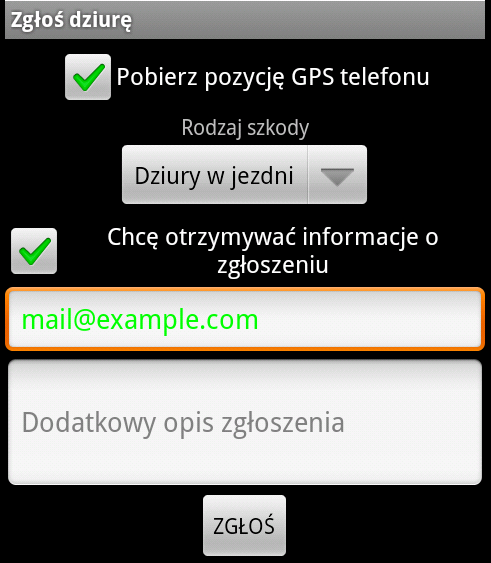 Zgłoś dziurę
Pobierz pozycję GPS telefonu
Rodzaj szkody
Dziury w jezdni
Chcę otrzymywać informacje o
zgłoszeniu
mail@example.com
Dodatkowy opis zgłoszenia
ZGŁOŚ